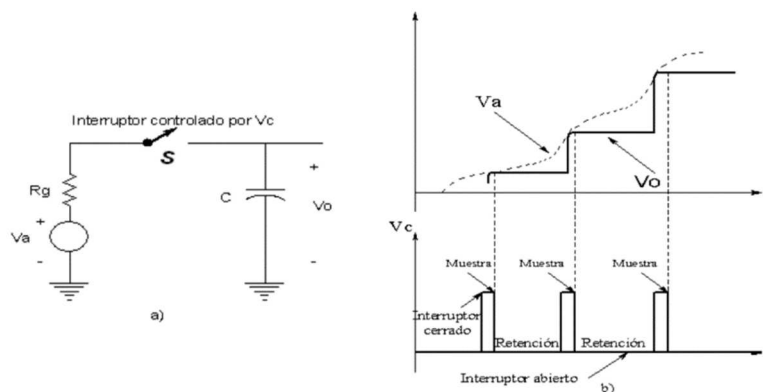 Interruptor controlado por Vc
S
Rg
+
Va
-
C
+
Vo
-
a)
Va
Vo
Vc
Muestra
Muestra
Muestra
Interruptor
cerrado
Retención
Retención
Interruptor abierto
b)